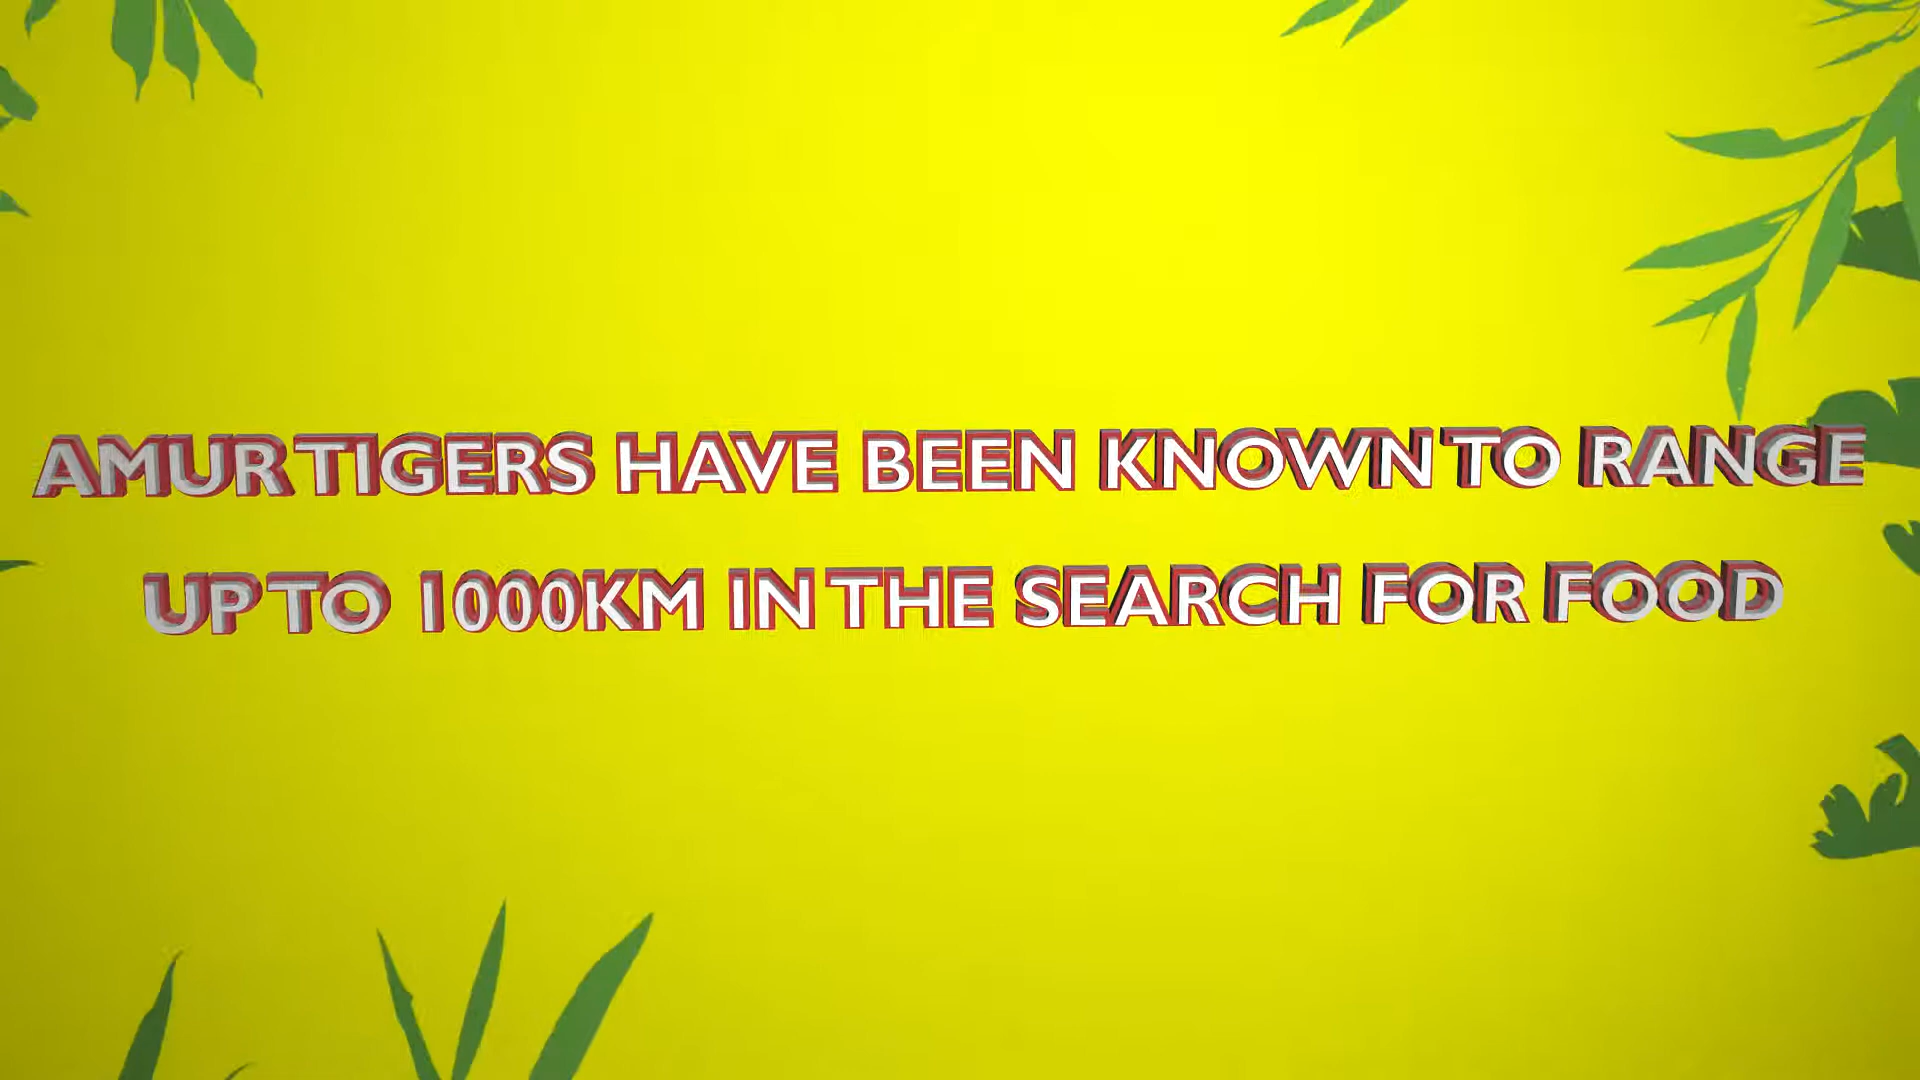 AMUR TIGERS HAVE BEEN KNOWN TO RANGE
UP TO 1000KM IN THE SEARCH FOR FOOD